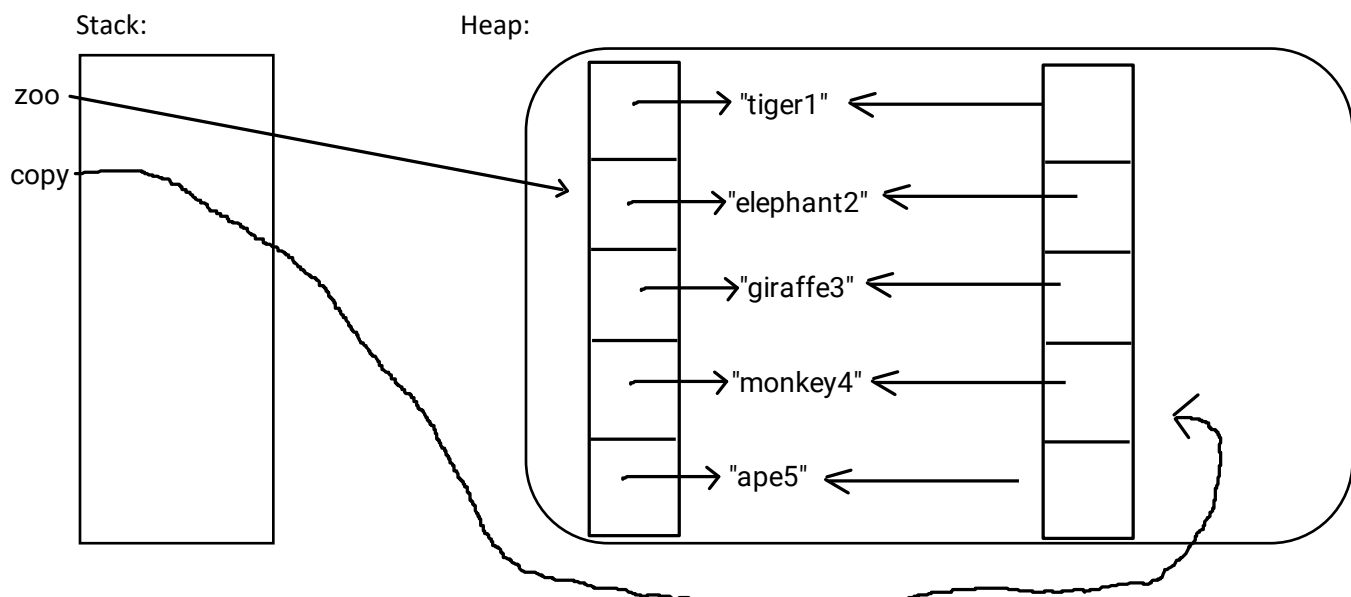 Stack:
Heap:
zoo
"tiger1"
copy
"elephant2"
"giraffe3"
"monkey4"
"ape5"